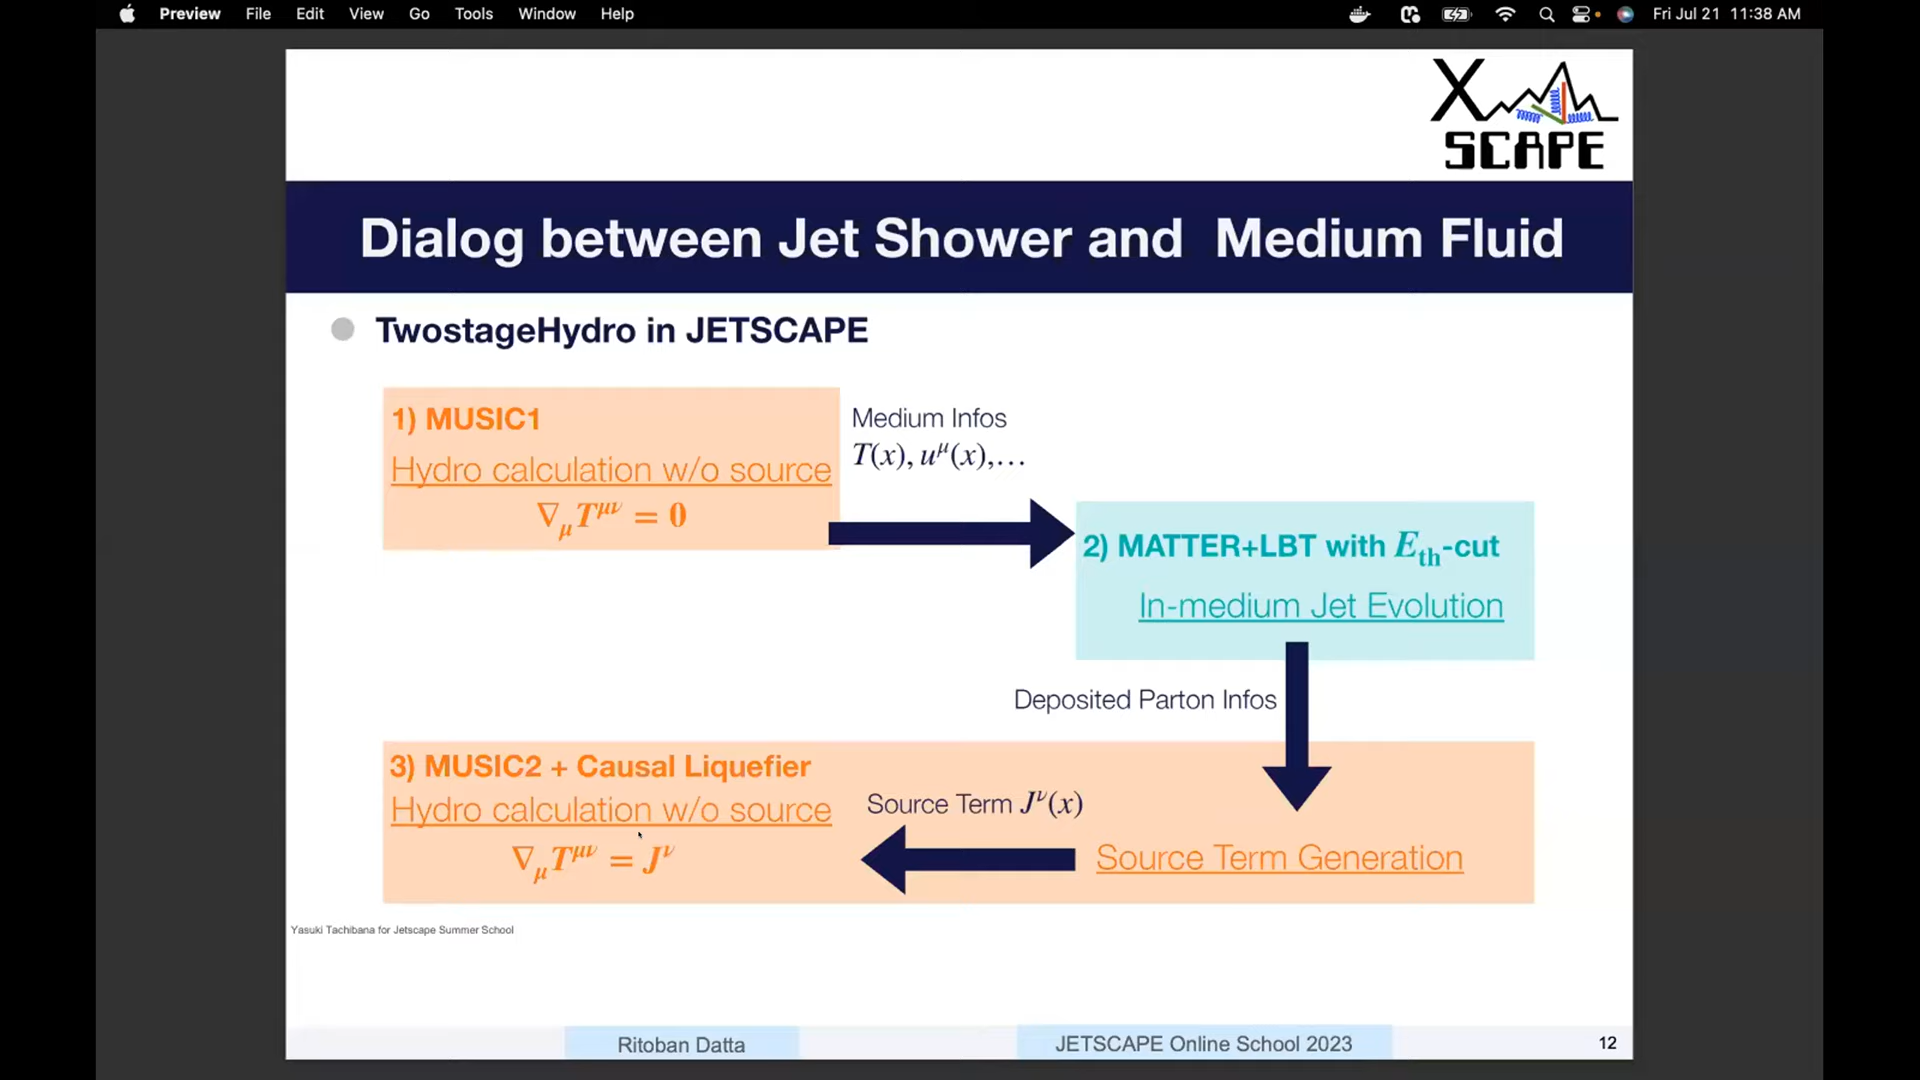 Preview File Edit View Go Tools Window Help Fri Jul 21 11:38 AM
X
SCAPE
Dialog between Jet Shower and Medium Fluid
TwostageHydro in JETSCAPE
1) MUSIC1
Hydro calculation w/o source
∇μT^μν = 0
Medium Infos
T(x), u^μ(x),…
2) MATTER+LBT with E_th-cut
In-medium Jet Evolution
Deposited Parton Infos
3) MUSIC2 + Causal Liquefier
Hydro calculation w/o source
∇μT^μν = J^ν
Source Term J^ν(x)
Source Term Generation
Yasuki Tachibana for Jetscape Summer School
Ritoban Datta
JETSCAPE Online School 2023
12